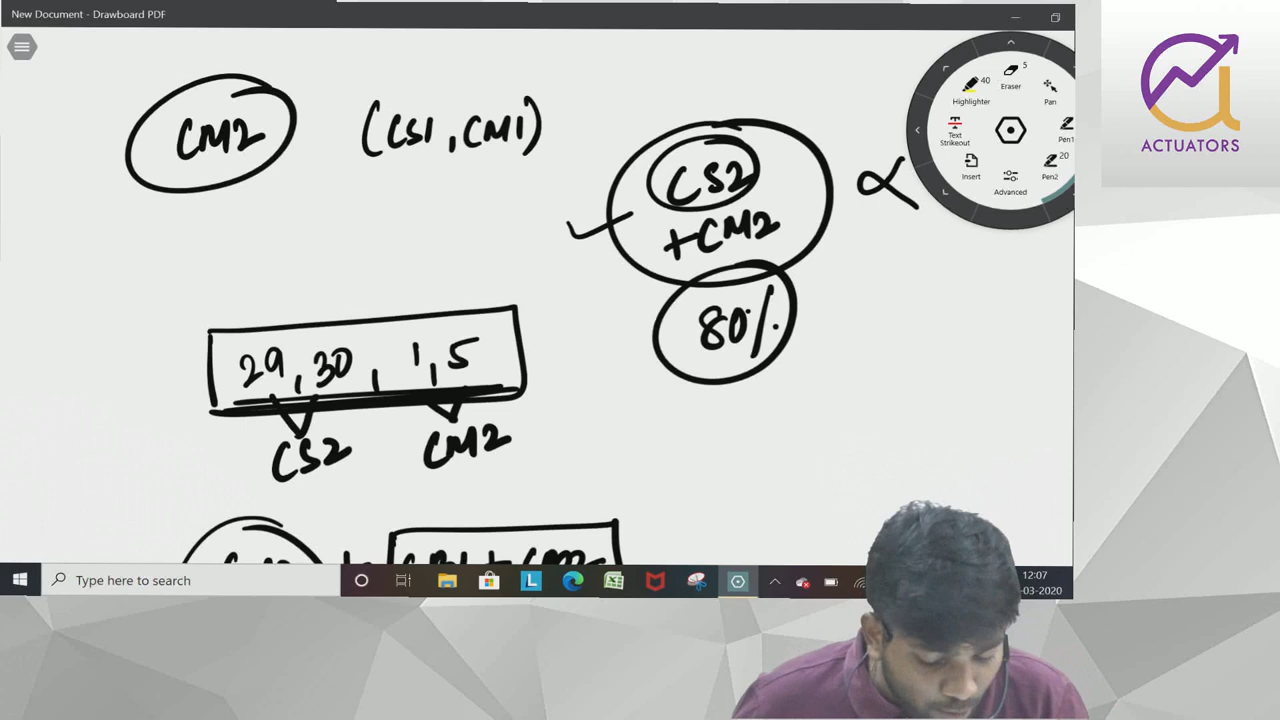 New Document - Drawboard PDF
CM2
(CS1, CM1)
CS2
+CM2
∝
80%
29, 30, 1, 5
CS2
CM2
5
40
Eraser
Highlighter
Pan
Text
Strikeout
Pen1
20
Insert
Pen2
Advanced
ACTUATORS
Type here to search
L
12:07
-03-2020